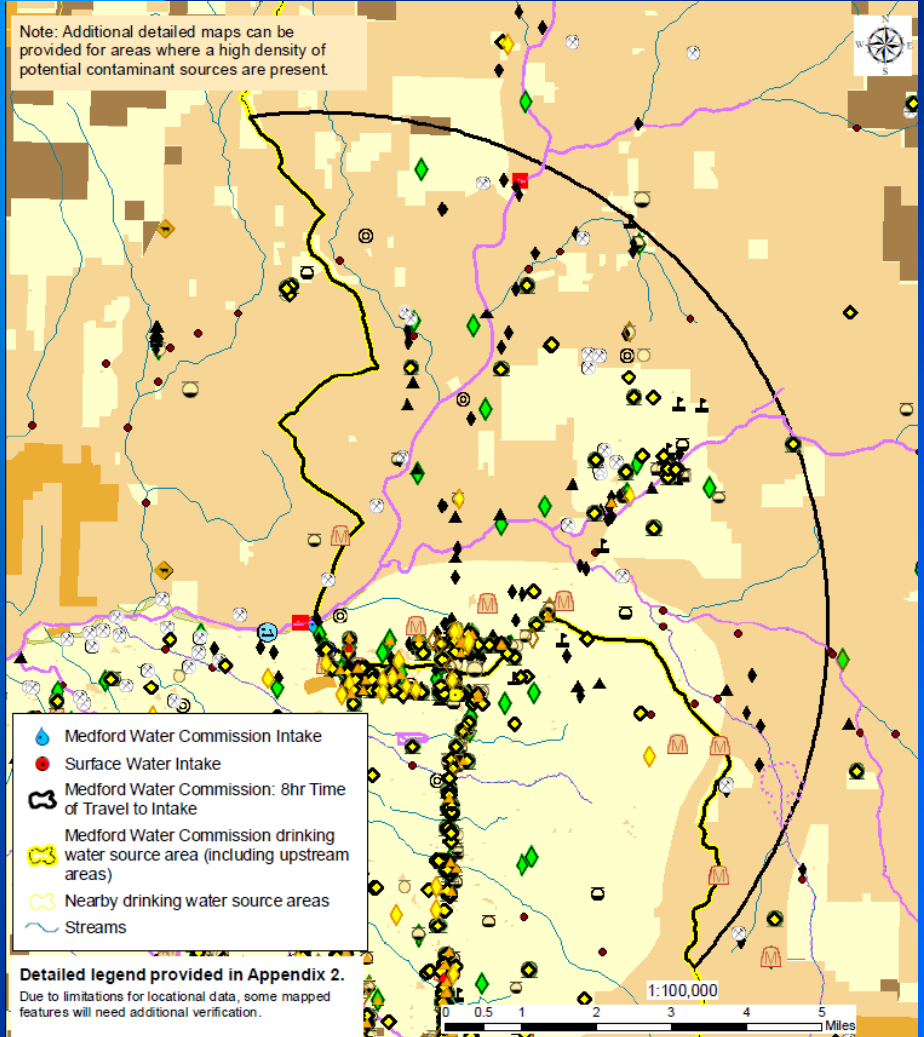 Note: Additional detailed maps can be
provided for areas where a high density of
potential contaminant sources are present.
N
W E
S
M
M
M
M
M
M
M
M
Medford Water Commission Intake
Surface Water Intake
Medford Water Commission: 8hr Time
of Travel to Intake
Medford Water Commission drinking
water source area (including upstream
areas)
Nearby drinking water source areas
Streams
Detailed legend provided in Appendix 2.
Due to limitations for locational data, some mapped
features will need additional verification.
1:100,000
0 0.5 1 2 3 4 5
Miles